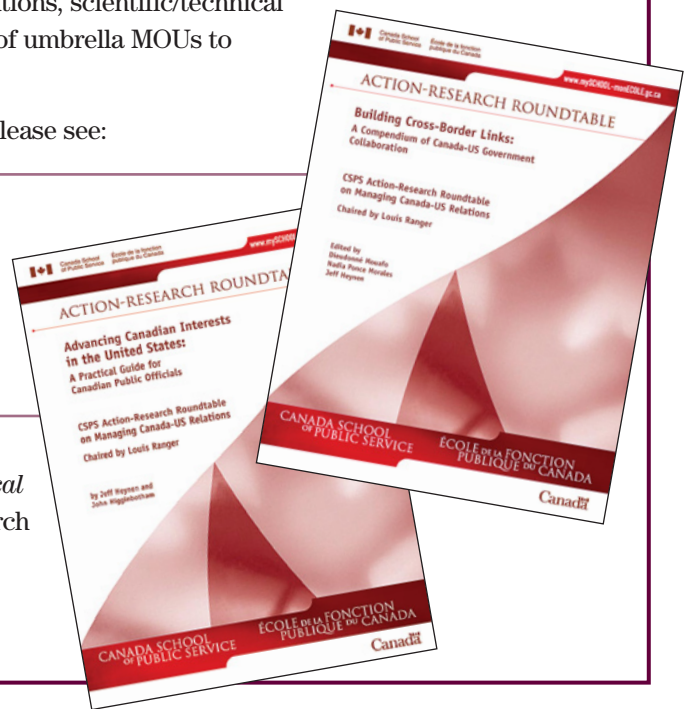 tions, scientific/technical
of umbrella MOUs to
lease see:
cal
rch
Canada School
of Public Service
École de la fonction
publique du Canada
www.mySCHOOL-monECOLE.gc.ca
ACTION-RESEARCH ROUNDTABLE
Building Cross-Border Links:
A Compendium of Canada-US Government
Collaboration
CSPS Action-Research Roundtable
on Managing Canada-US Relations
Chaired by Louis Ranger
Edited by
Dieudonné Mouafo
Nadia Ponce Morales
Jeff Heynen
CANADA SCHOOL
OF PUBLIC SERVICE
ÉCOLE DE LA FONCTION
PUBLIQUE DU CANADA
Canada
Canada School
of Public Service
École de la fonction
publique du Canada
www.mySCHOO
ACTION-RESEARCH ROUNDTA
Advancing Canadian Interests
in the United States:
A Practical Guide for
Canadian Public Officials
CSPS Action-Research Roundtable
on Managing Canada-US Relations
Chaired by Louis Ranger
by Jeff Heynen and
John Higginbotham
CANADA SCHOOL
OF PUBLIC SERVICE
ÉCOLE DE LA FONCTION
PUBLIQUE DU CANADA
Canada